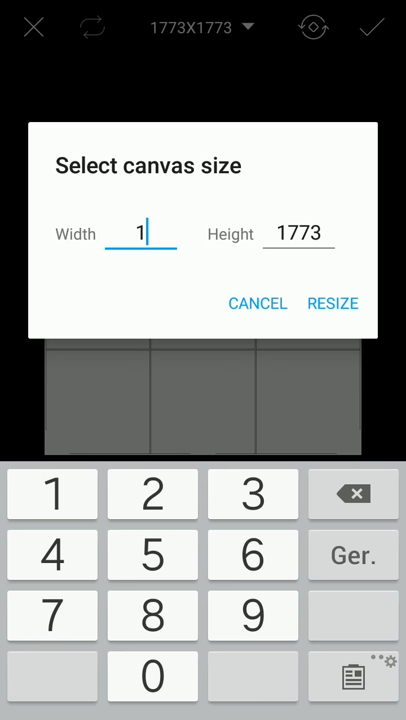 1773X1773
Select canvas size
Width 1 Height 1773
CANCEL RESIZE
1 2 3
4 5 6 Ger.
7 8 9
0